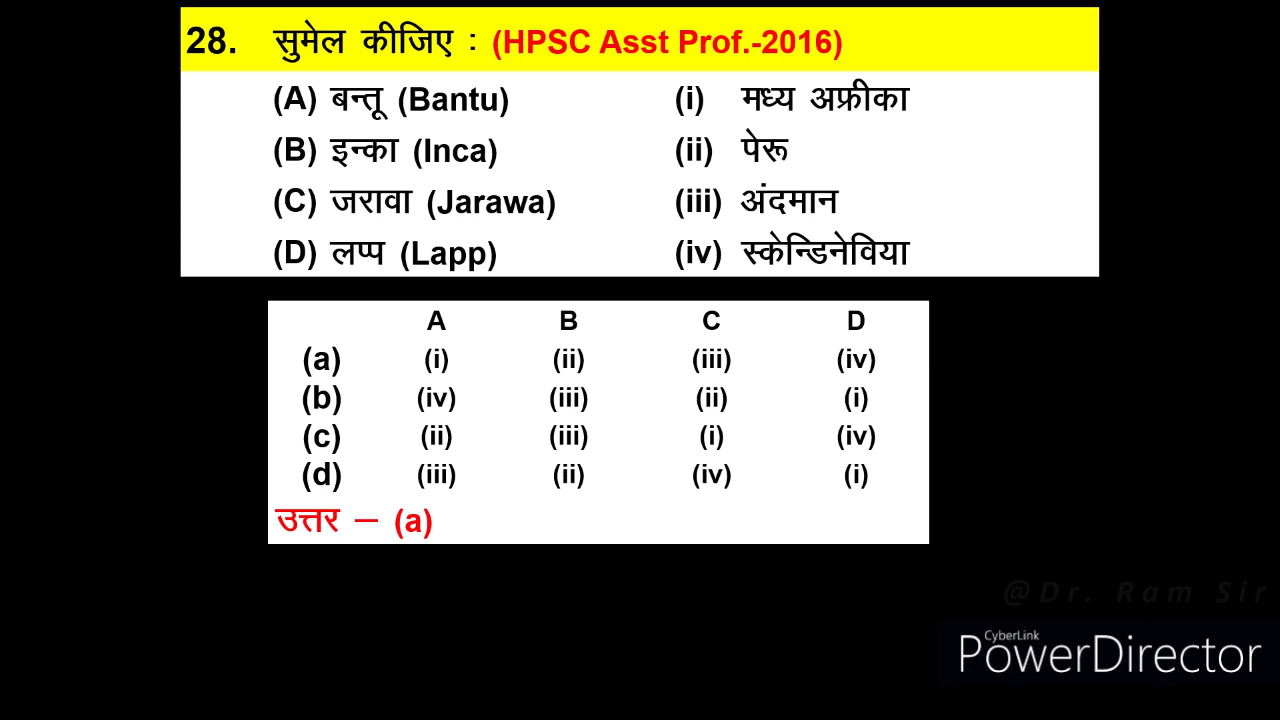 28. सुमेल कीजिए : (HPSC Asst Prof.-2016)
(A) बन्तू (Bantu) (i) मध्य अफ्रीका
(B) इन्का (Inca) (ii) पेरू
(C) जरावा (Jarawa) (iii) अंदमान
(D) लप्प (Lapp) (iv) स्केन्डिनेविया
A B C D
(a) (i) (ii) (iii) (iv)
(b) (iv) (iii) (ii) (i)
(c) (ii) (iii) (i) (iv)
(d) (iii) (ii) (iv) (i)
उत्तर – (a)
@Dr. Ram Sir
CyberLink
PowerDirector